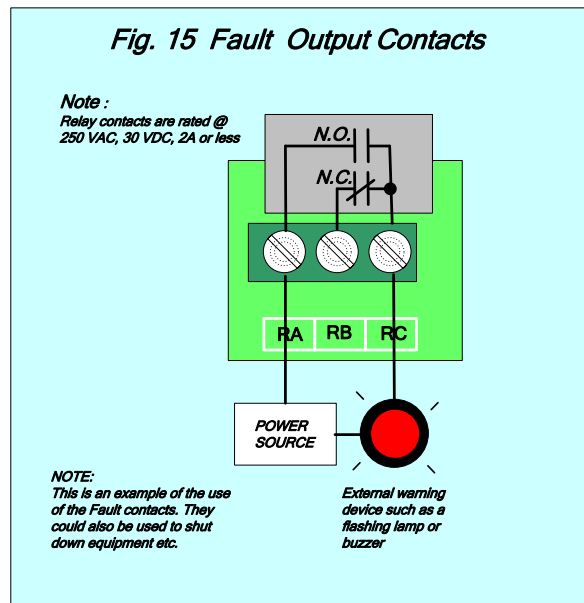 Fig. 15 Fault Output Contacts
Note :
Relay contacts are rated @
250 VAC, 30 VDC, 2A or less
N.O.
N.C.
RA RB RC
POWER
SOURCE
NOTE:
This is an example of the use
of the Fault contacts. They
could also be used to shut
down equipment etc.
External warning
device such as a
flashing lamp or
buzzer